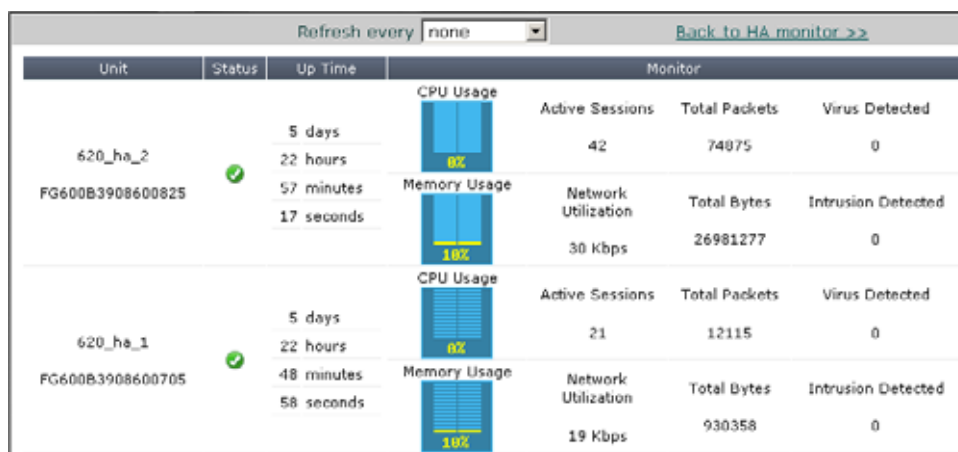 Refresh every none Back to HA monitor >>
Unit Status Up Time Monitor
620_ha_2
FG600B3908600825
5 days
22 hours
57 minutes
17 seconds
CPU Usage
0%
Active Sessions Total Packets Virus Detected
42 74875 0
Memory Usage
10%
Network
Utilization
Total Bytes Intrusion Detected
30 Kbps 26981277 0
620_ha_1
FG600B3908600705
5 days
22 hours
48 minutes
58 seconds
CPU Usage
0%
Active Sessions Total Packets Virus Detected
21 12115 0
Memory Usage
10%
Network
Utilization
Total Bytes Intrusion Detected
19 Kbps 930358 0